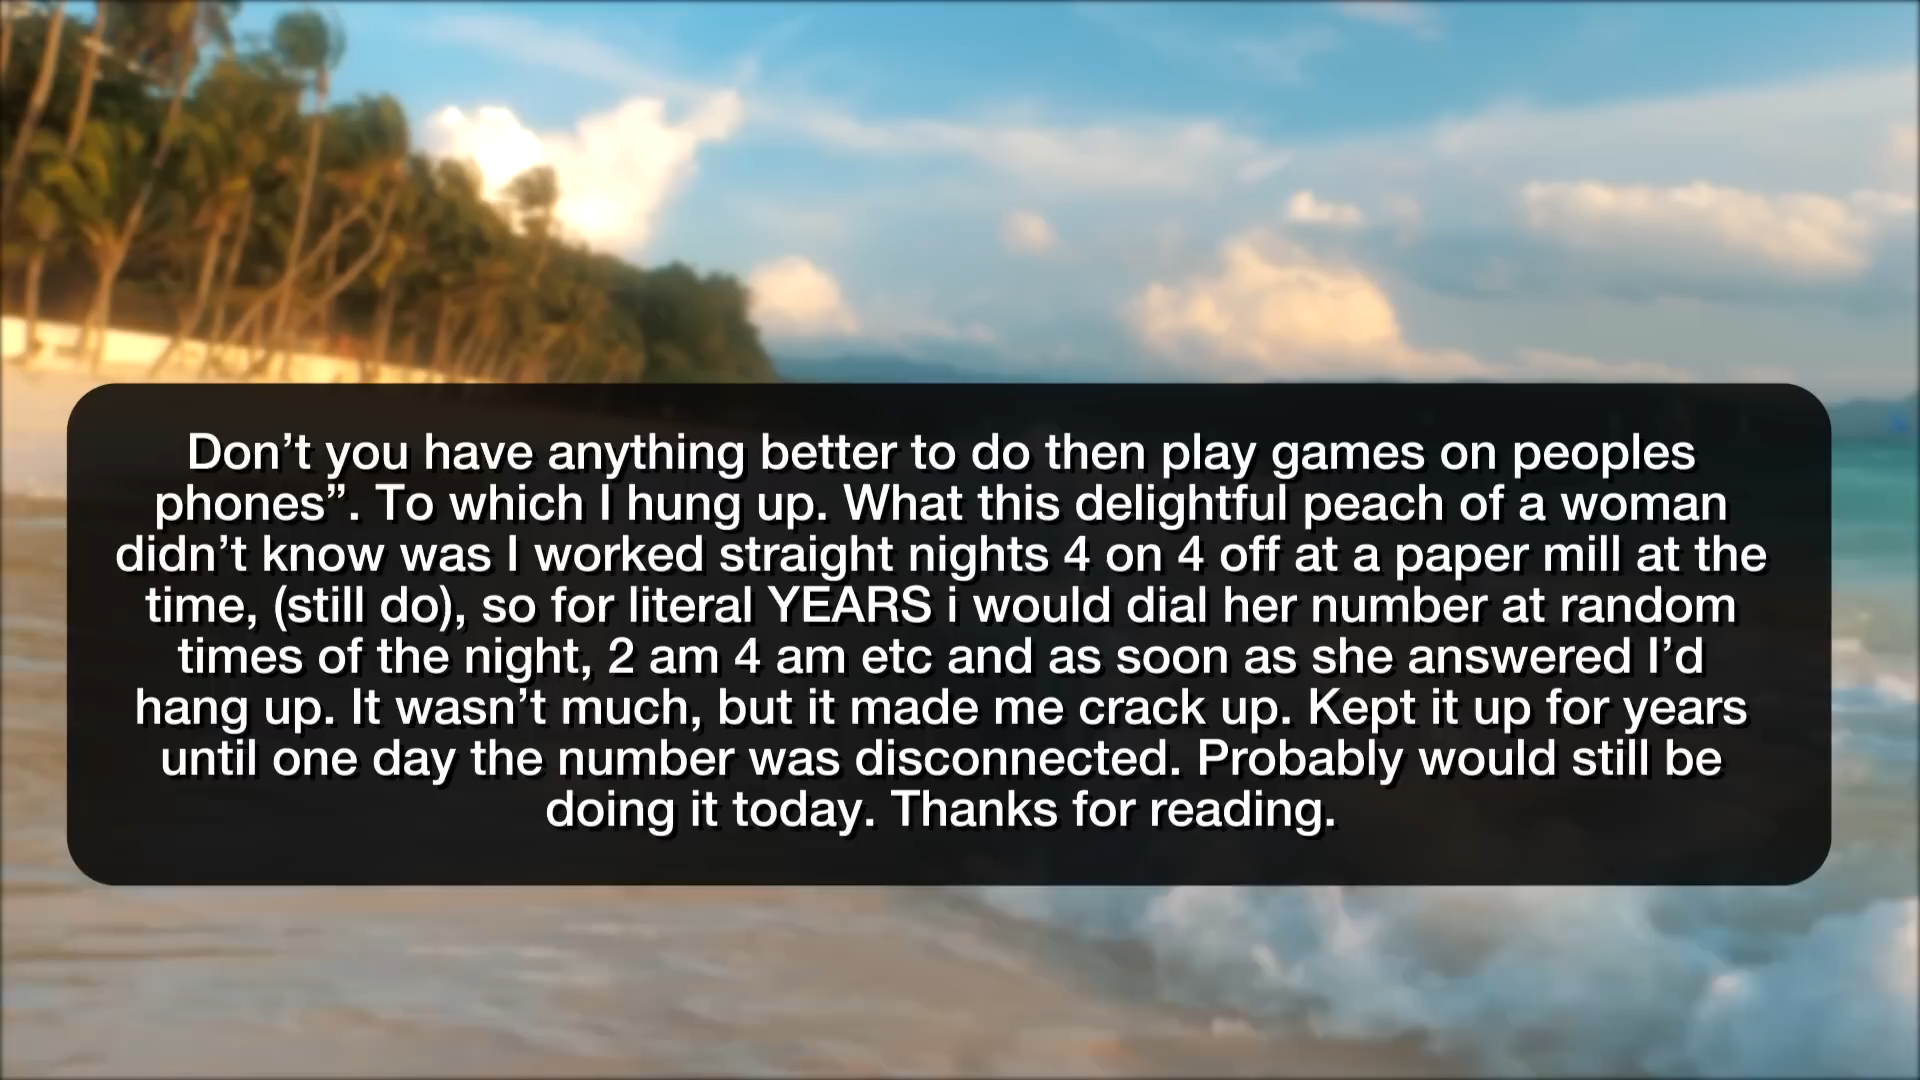 Don’t you have anything better to do then play games on peoples
phones”. To which I hung up. What this delightful peach of a woman
didn’t know was I worked straight nights 4 on 4 off at a paper mill at the
time, (still do), so for literal YEARS i would dial her number at random
times of the night, 2 am 4 am etc and as soon as she answered I’d
hang up. It wasn’t much, but it made me crack up. Kept it up for years
until one day the number was disconnected. Probably would still be
doing it today. Thanks for reading.